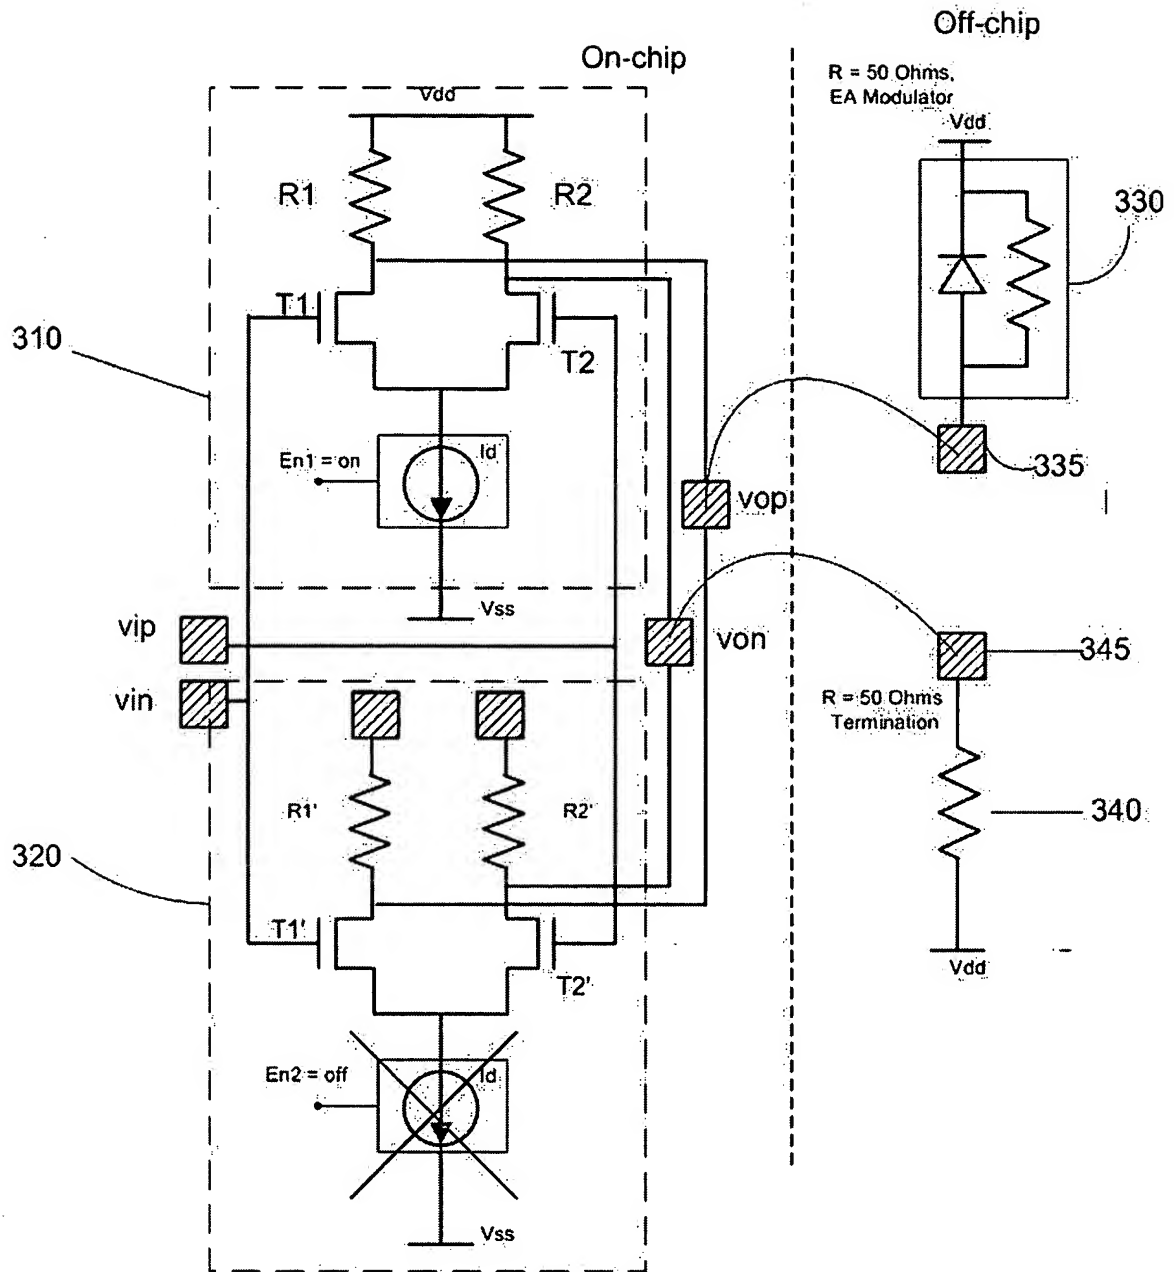 Off-chip
On-chip
R = 50 Ohms,
EA Modulator
Vdd
Vdd
R1
R2
330
T1
310
T2
En1 = on
Id
335
vop
Vss
vip
von
345
vin
R = 50 Ohms
Termination
R1'
R2'
340
320
T1'
Vdd
T2'
En2 = off
Id
Vss